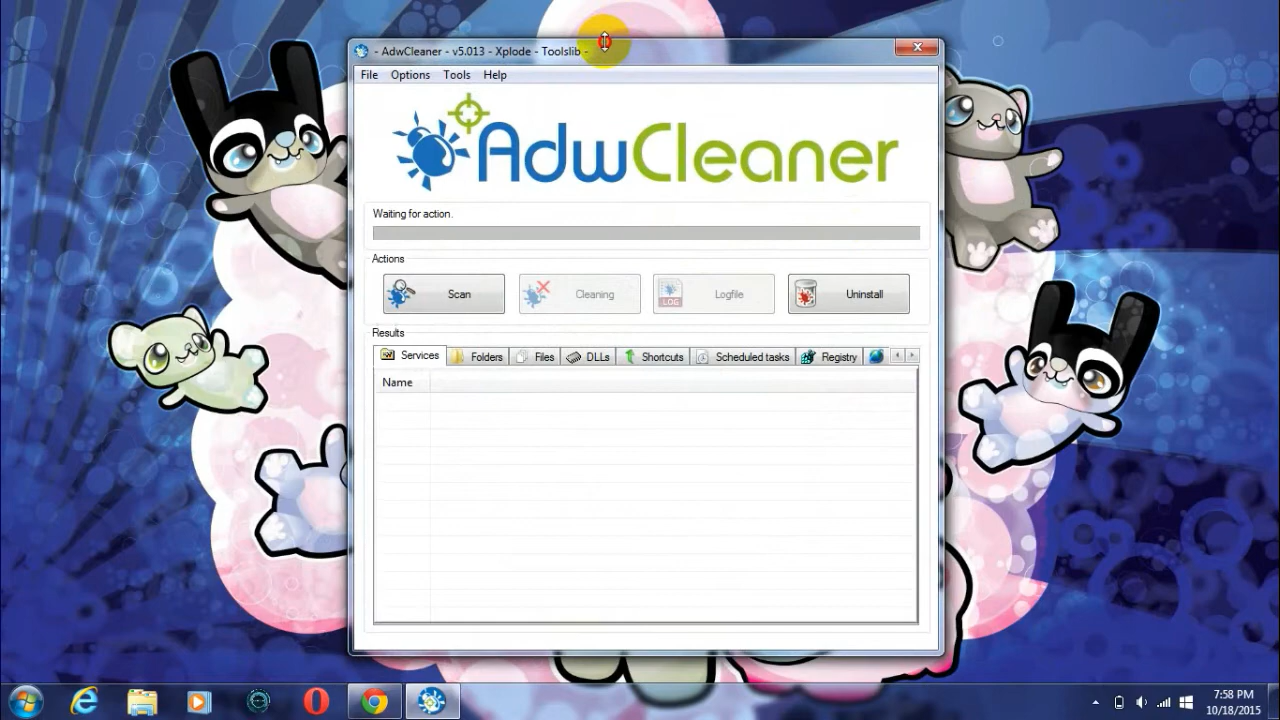 - AdwCleaner - v5.013 - Xplode - Toolslib -
File Options Tools Help
AdwCleaner
Waiting for action.
Actions
Scan Cleaning Logfile Uninstall
LOG
Results
Services Folders Files DLLs Shortcuts Scheduled tasks Registry
Name
7:58 PM
10/18/2015